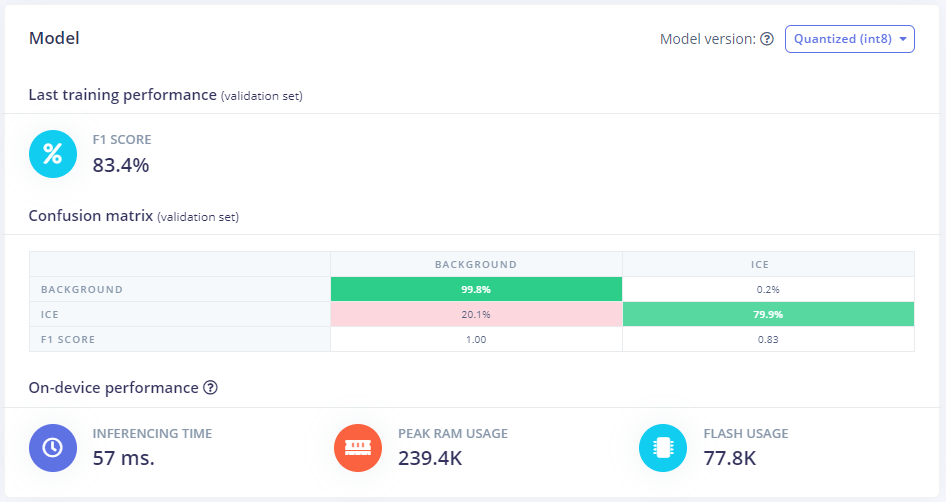 Model
Model version: ? Quantized (int8)
Last training performance (validation set)
%
F1 SCORE
83.4%
Confusion matrix (validation set)
BACKGROUND ICE
BACKGROUND 99.8% 0.2%
ICE 20.1% 79.9%
F1 SCORE 1.00 0.83
On-device performance ?
INFERENCING TIME
57 ms.
PEAK RAM USAGE
239.4K
FLASH USAGE
77.8K